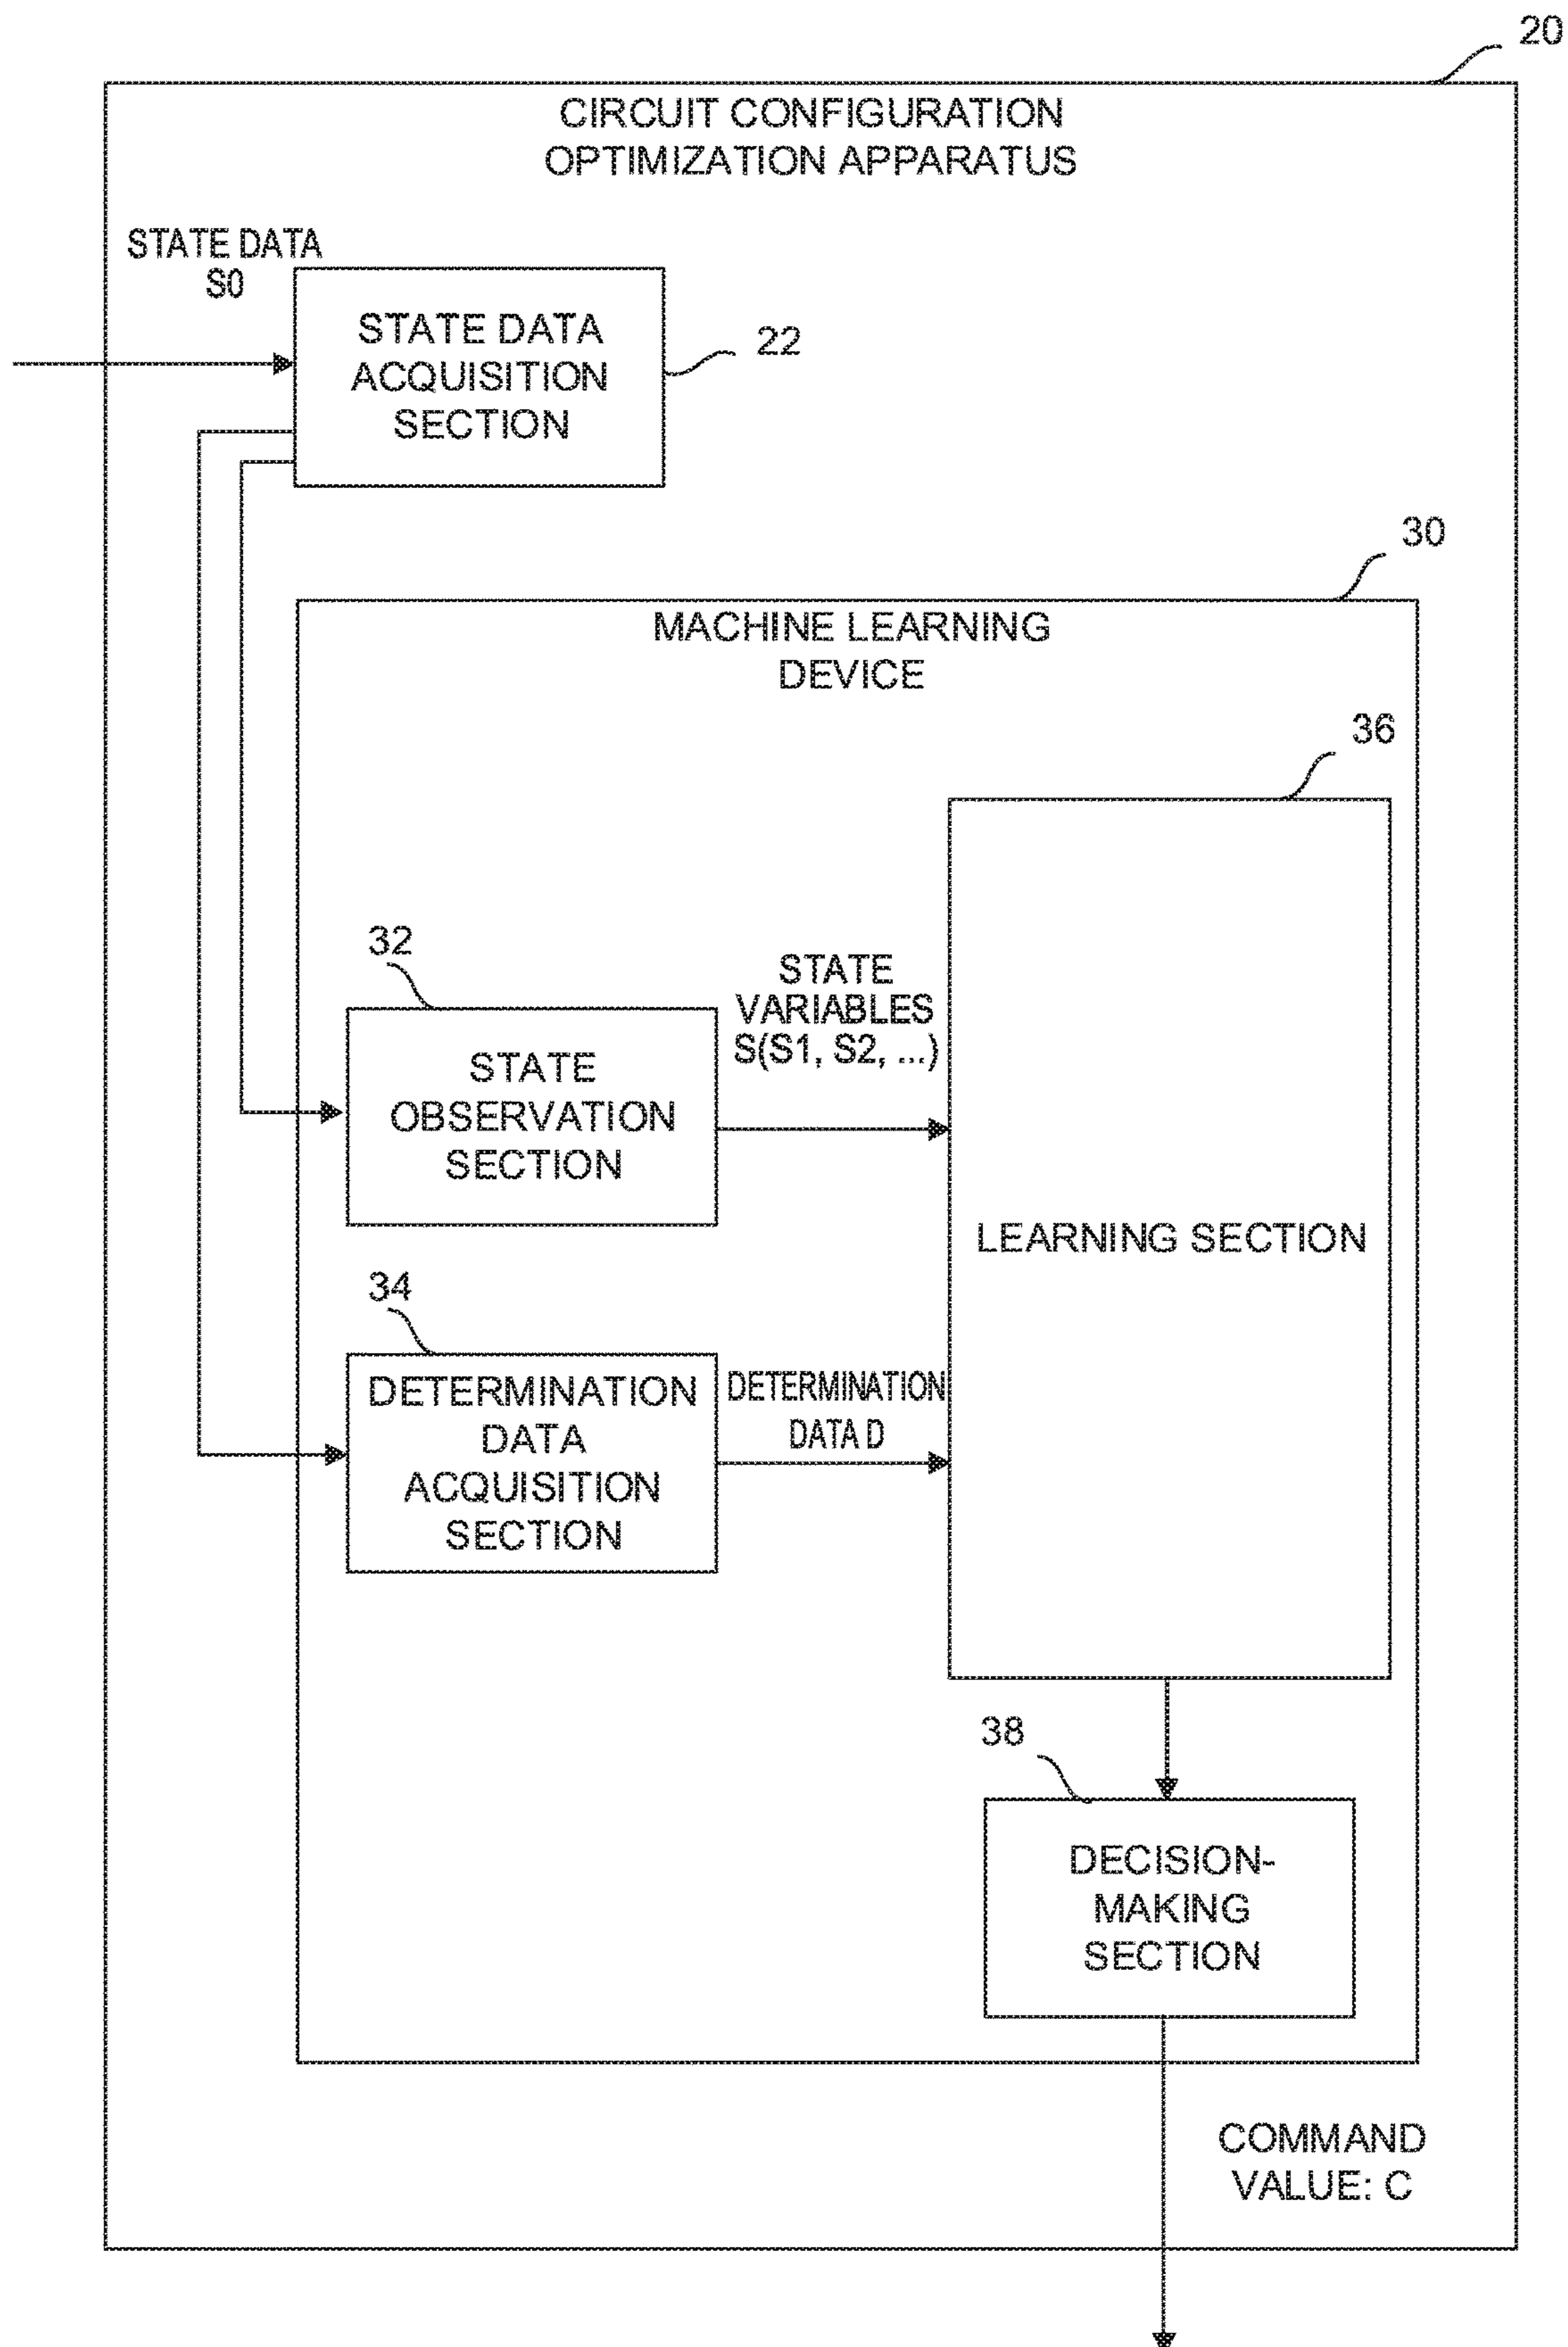 20
CIRCUIT CONFIGURATION
OPTIMIZATION APPARATUS
STATE DATA
S0
STATE DATA
ACQUISITION
SECTION
22
30
MACHINE LEARNING
DEVICE
36
32
STATE
OBSERVATION
SECTION
STATE
VARIABLES
S(S1, S2, ...)
LEARNING SECTION
34
DETERMINATION
DATA
ACQUISITION
SECTION
DETERMINATION
DATA D
38
DECISION-
MAKING
SECTION
COMMAND
VALUE: C